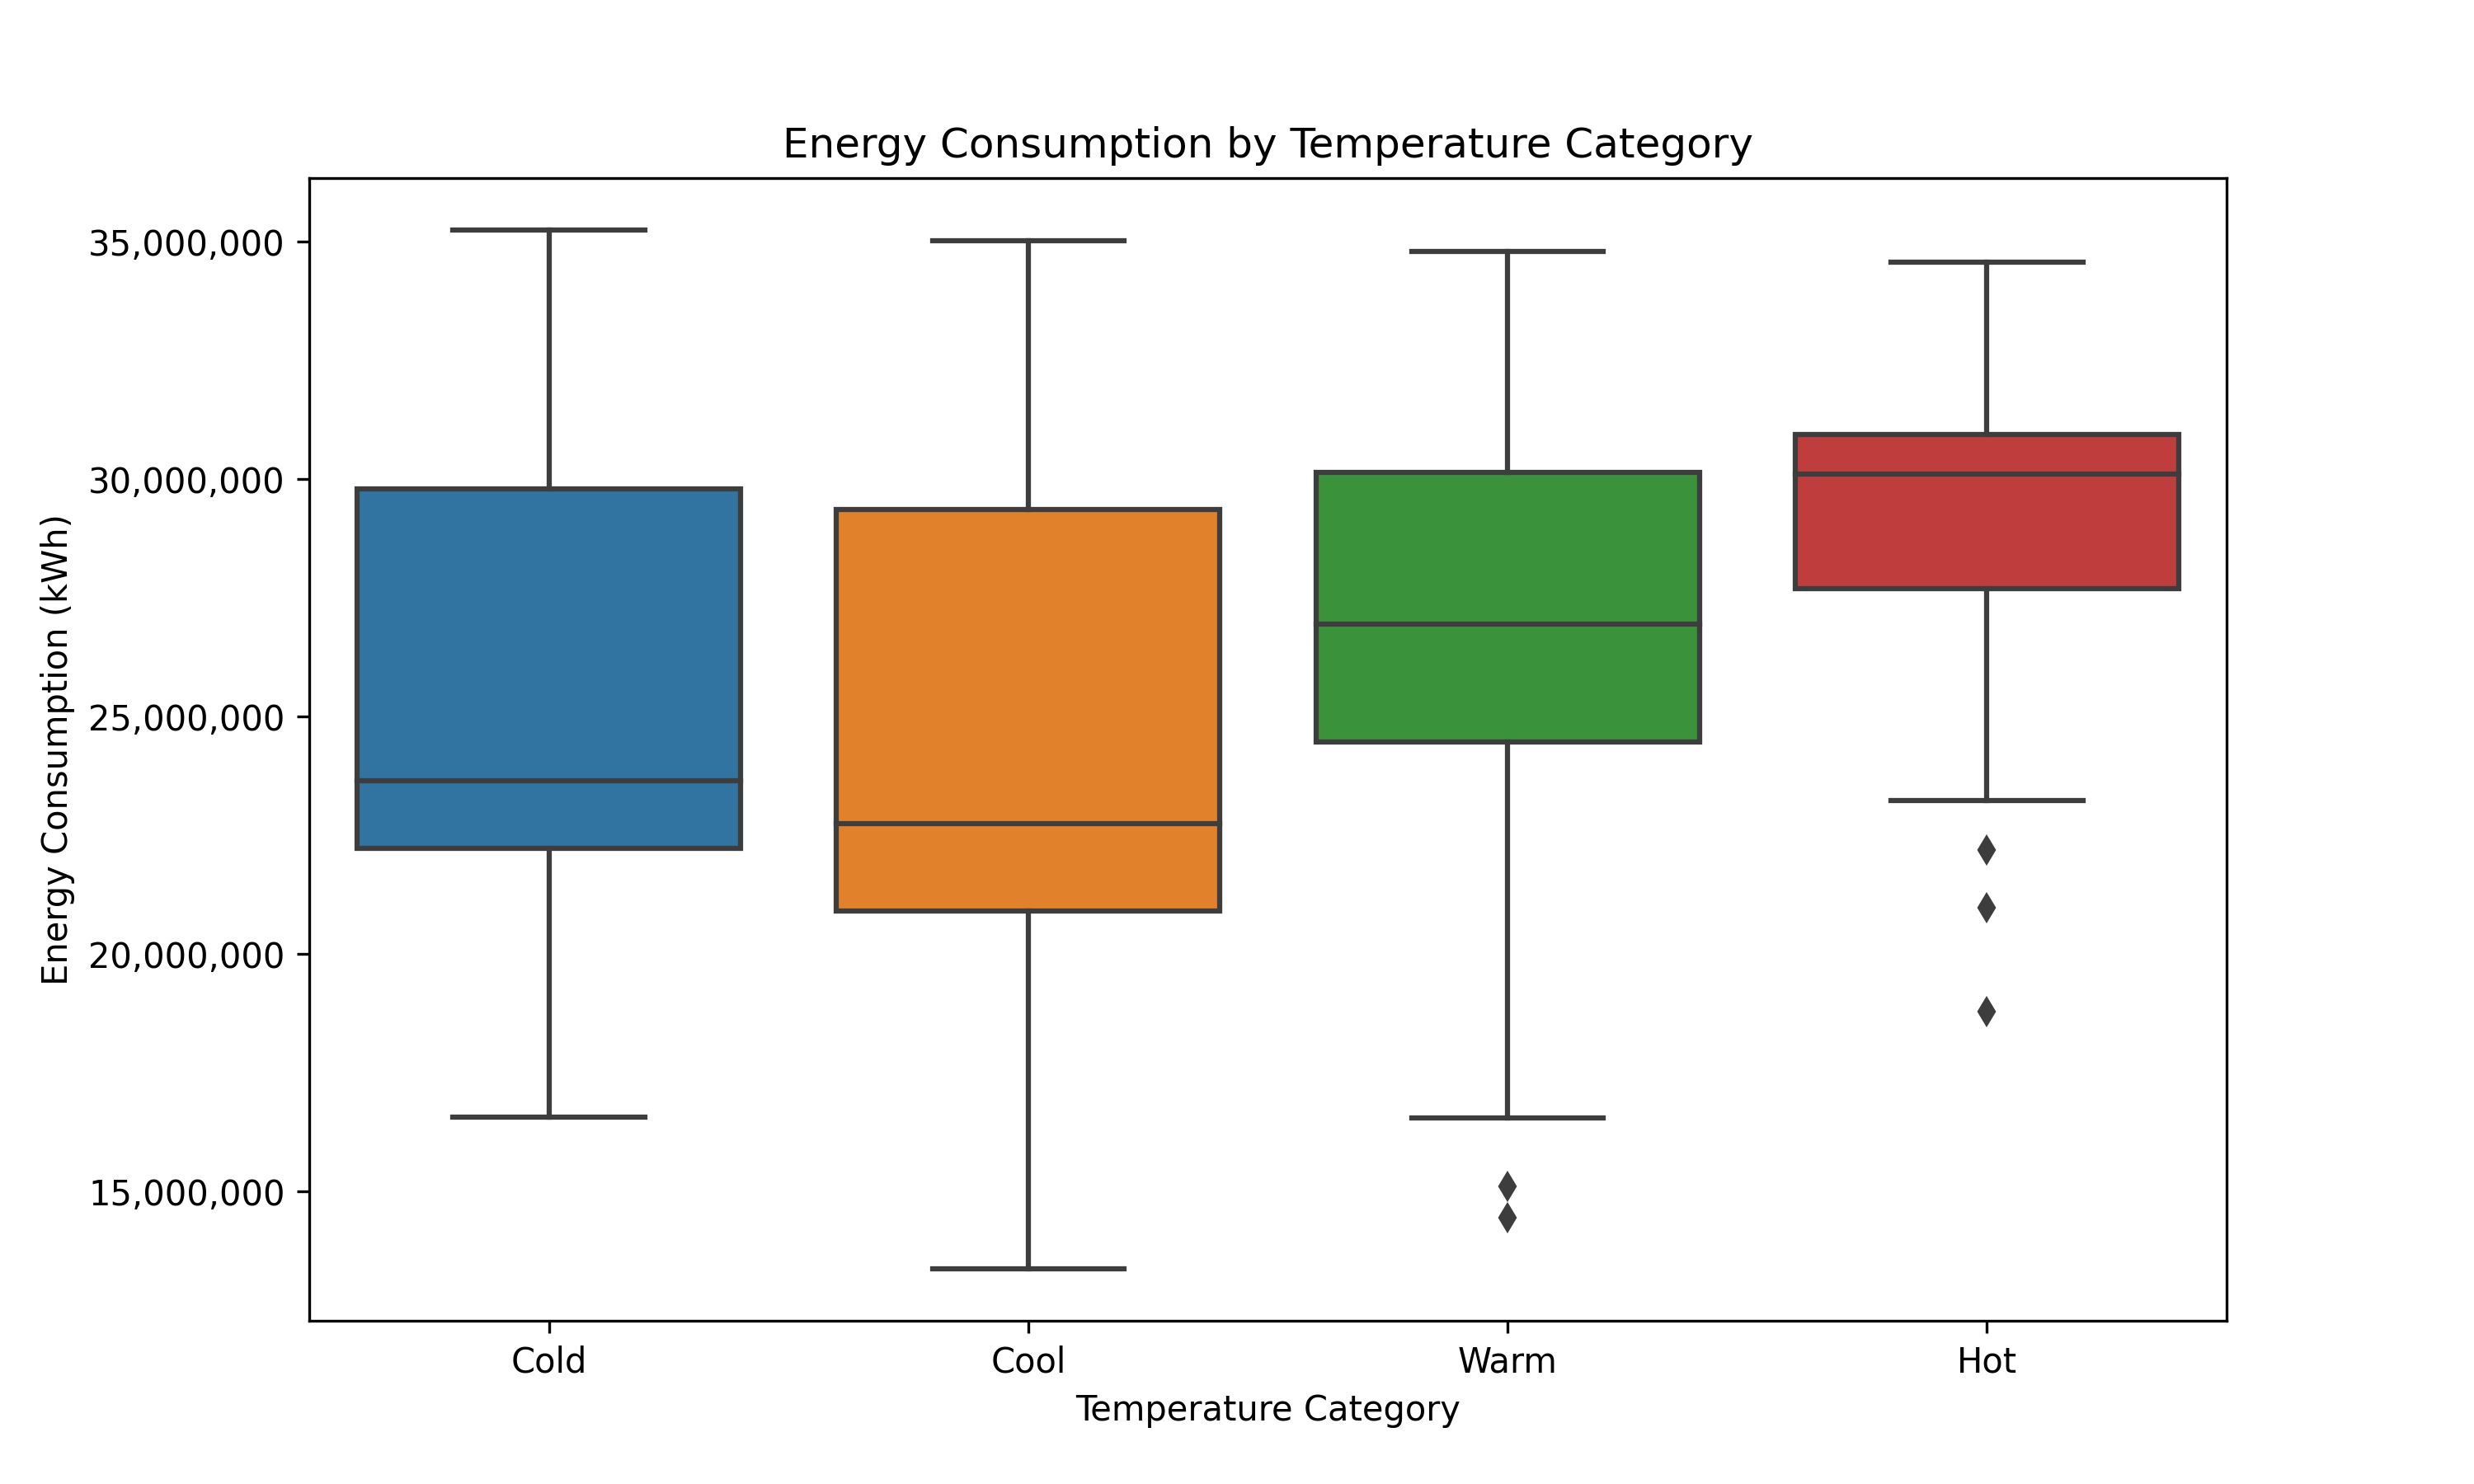 Energy Consumption by Temperature Category
Energy Consumption (kWh)
35,000,000
30,000,000
25,000,000
20,000,000
15,000,000
Cold
Cool
Warm
Hot
Temperature Category